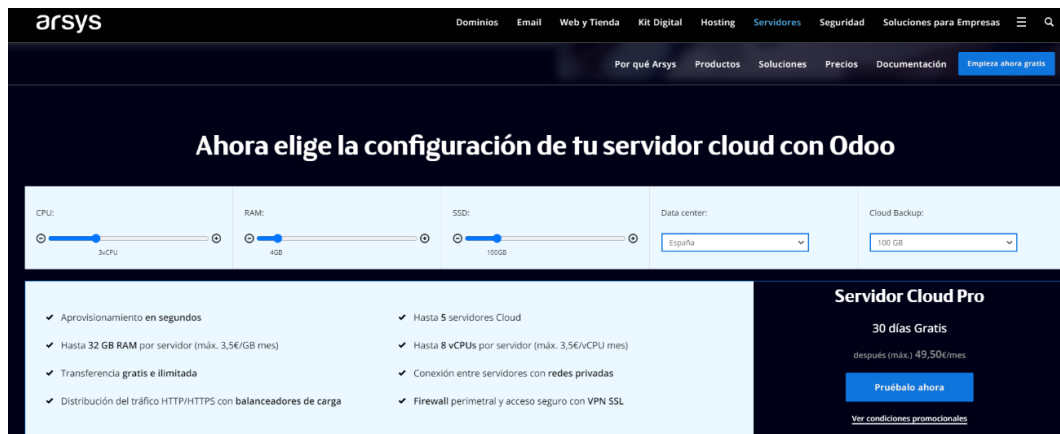 arsys
Dominios Email Web y Tienda Kit Digital Hosting Servidores Seguridad Soluciones para Empresas
Por qué Arsys Productos Soluciones Precios Documentación Empieza ahora gratis
Ahora elige la configuración de tu servidor cloud con Odoo
CPU: RAM: SSD: Data center: Cloud Backup:
España 100 GB
3vCPU 4GB 100GB
Servidor Cloud Pro
Aprovisionamiento en segundos Hasta 5 servidores Cloud
30 días Gratis
Hasta 32 GB RAM por servidor (máx. 3,5€/GB mes) Hasta 8 vCPUs por servidor (máx. 3,5€/vCPU mes)
después (máx.) 49,50€/mes
Transferencia gratis e ilimitada Conexión entre servidores con redes privadas
Pruébalo ahora
Distribución del tráfico HTTP/HTTPS con balanceadores de carga Firewall perimetral y acceso seguro con VPN SSL
Ver condiciones promocionales